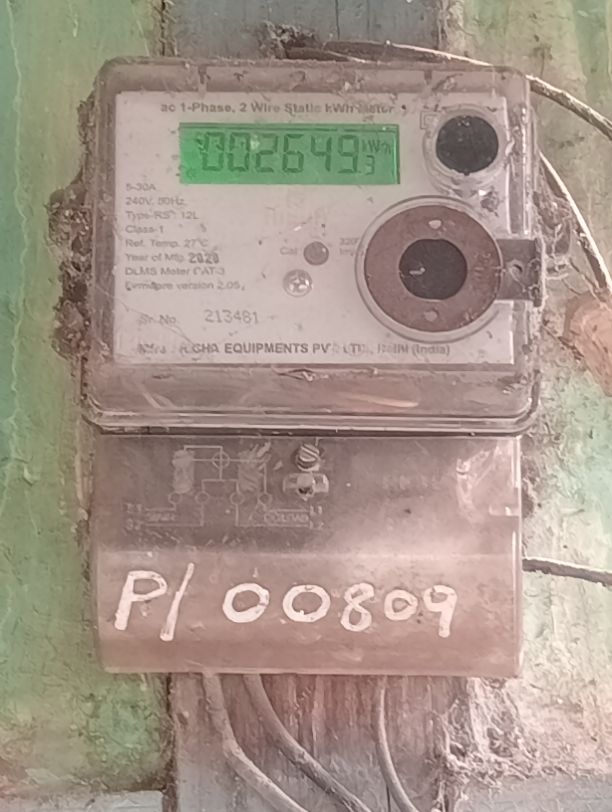 ac 1-Phase, 2 Wire Static kWh Meter
002649 kWh
3
5-30A
240V, 50Hz
Type-RS" 12L
Class-1
Ref. Temp. 27°C
Year of Mfg. 2020
DLMS Meter CAT-3
Firmware version 2.05
Cal
Sr. No. 213481
EQUIPMENTS PVT. LTD., (India)
P/ 00809